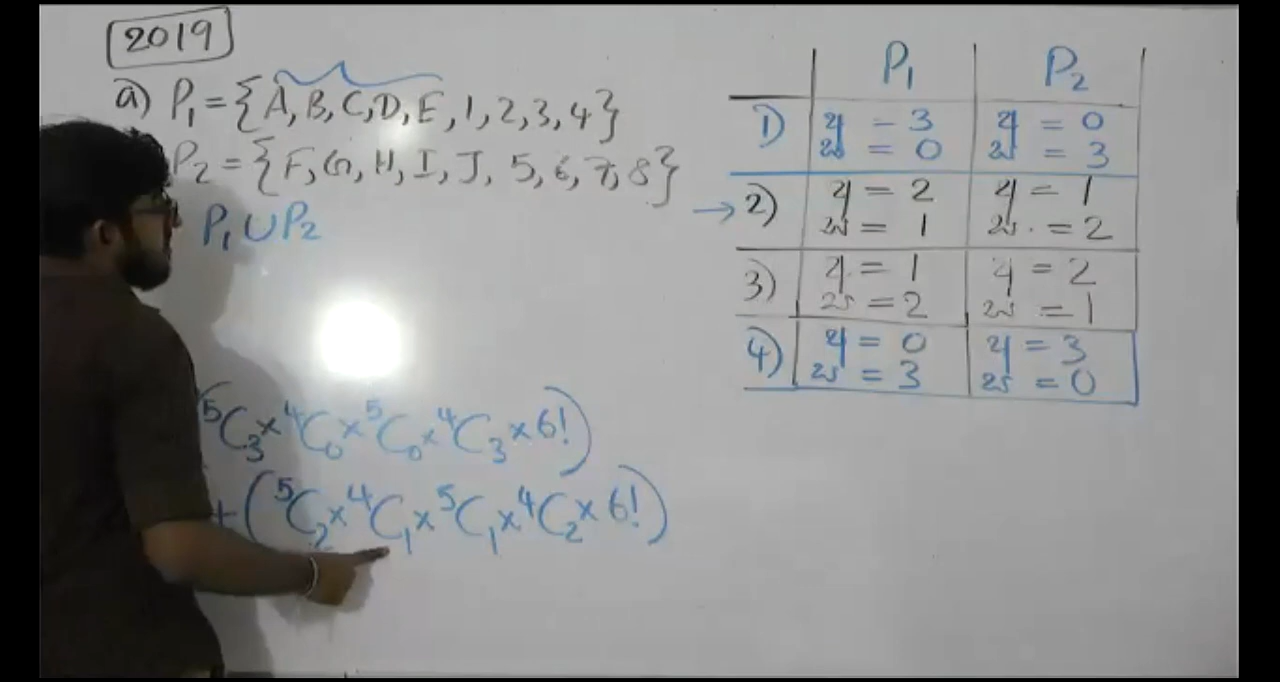 2019
a) P₁ = {A, B, C, D, E, 1, 2, 3, 4}
P₂ = {F, G, H, I, J, 5, 6, 7, 8}
P₁ ∪ P₂
(⁵C₃ × ⁴C₀ × ⁵C₀ × ⁴C₃ × 6!)
+ (⁵C₂ × ⁴C₁ × ⁵C₁ × ⁴C₂ × 6!)
P₁ P₂
1) – 3 = 0
= 0 = 3
→ 2) = 2 = 1
= 1 = 2
3) = 1 = 2
= 2 = 1
4) = 0 = 3
= 3 = 0